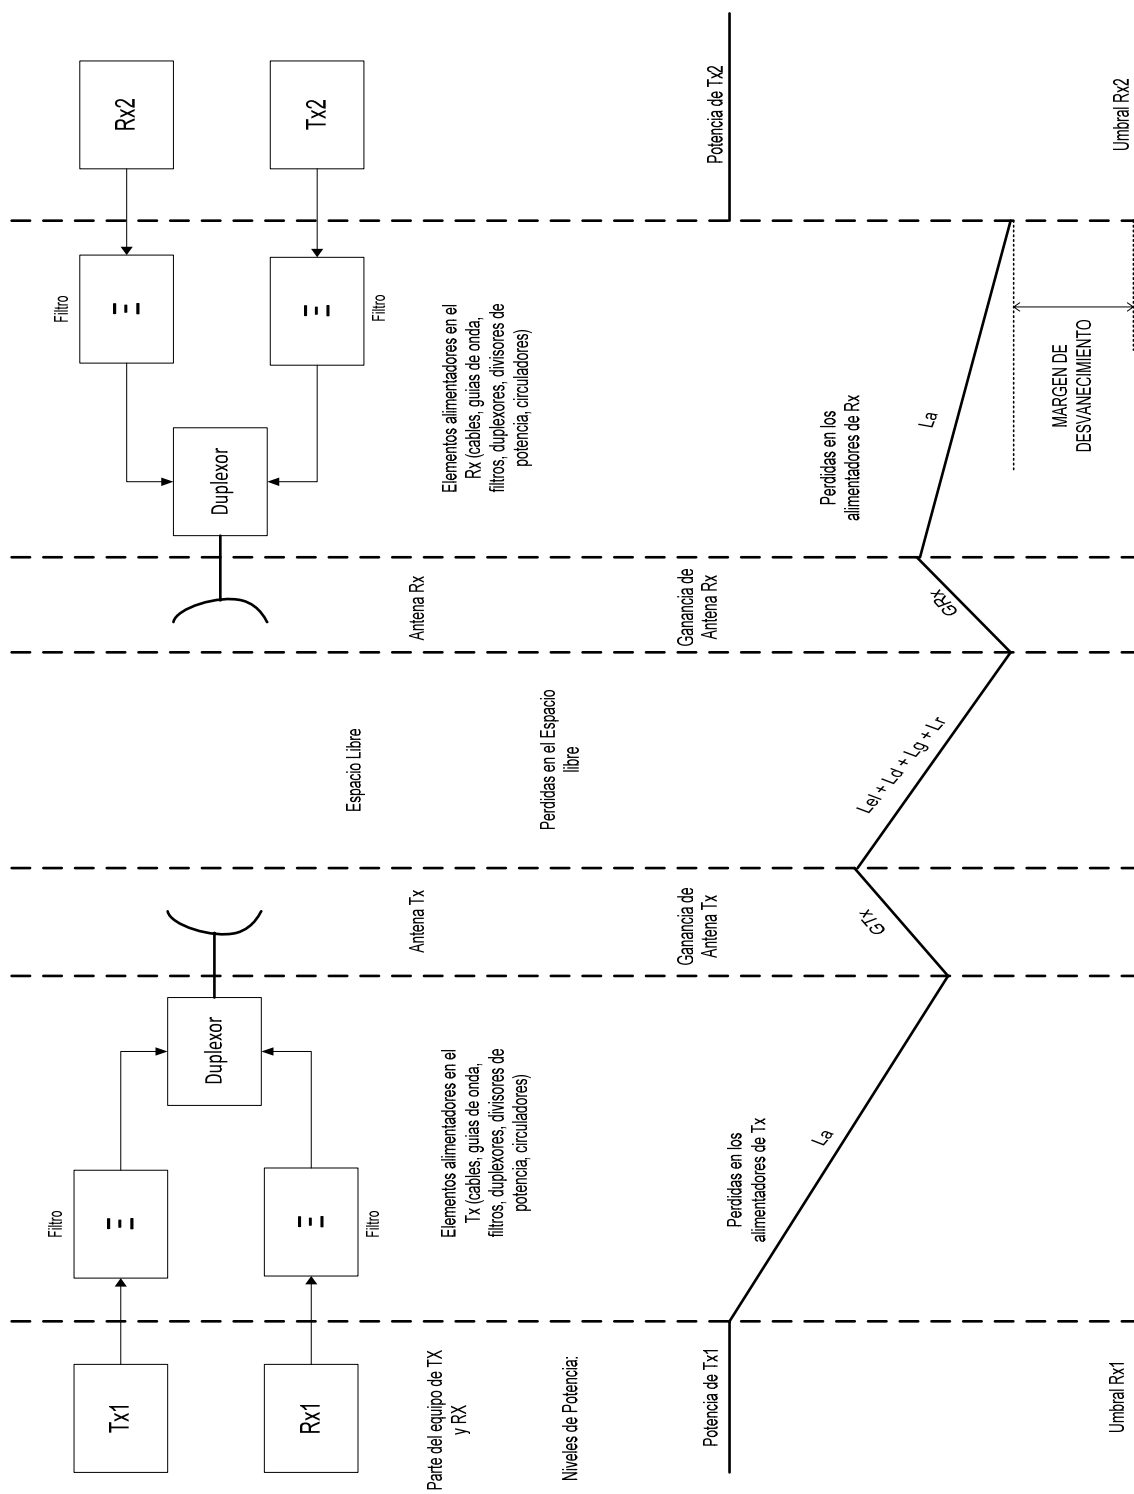 Tx1
Filtro
Rx1
Filtro
Duplexor
Duplexor
Filtro
Rx2
Filtro
Tx2
Parte del equipo de TX
y RX
Elementos alimentadores en el
Tx (cables, guias de onda,
filtros, duplexores, divisores de
potencia, circuladores)
Antena Tx
Espacio Libre
Antena Rx
Elementos alimentadores en el
Rx (cables, guias de onda,
filtros, duplexores, divisores de
potencia, circuladores)
Niveles de Potencia:
Perdidas en el Espacio
libre
Potencia de Tx1
Perdidas en los
alimentadores de Tx
Ganancia de
Antena Tx
Ganancia de
Antena Rx
Perdidas en los
alimentadores de Rx
Potencia de Tx2
La
GTx
Lel + Ld + Lg + Lr
GRx
La
MARGEN DE
DESVANECIMIENTO
Umbral Rx1
Umbral Rx2